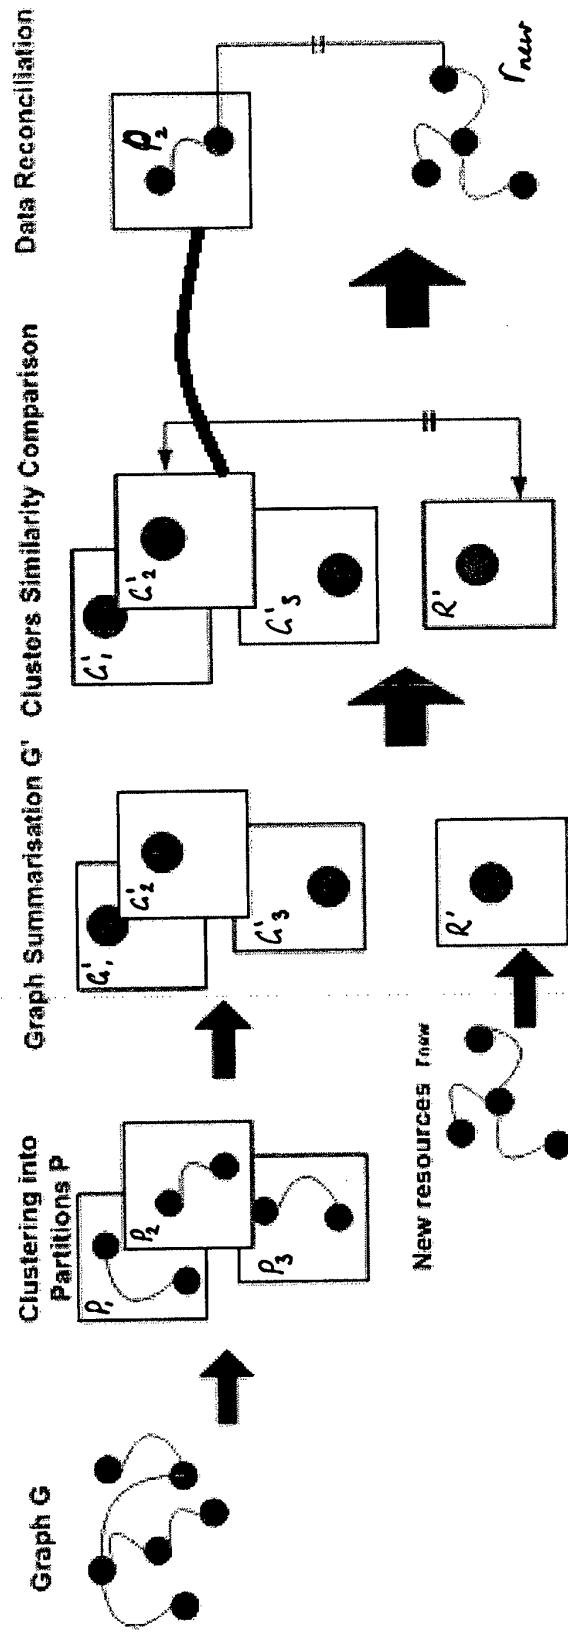 Graph G
Clustering into
Partitions P
P₁
P₂
P₃
New resources rₙₑw
Graph Summarisation G'
G'₁
G'₂
G'₃
R'
Clusters Similarity Comparison
G'₁
G'₂
G'₃
R'
Data Reconciliation
P₂
rnew